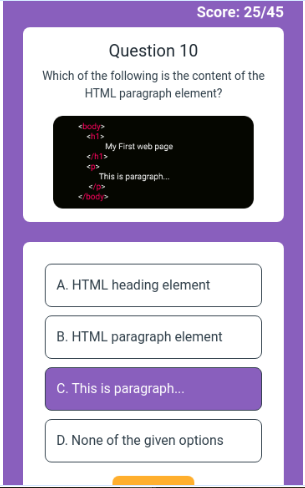 Score: 25/45
Question 10
Which of the following is the content of the
HTML paragraph element?
<body>
<h1>
My First web page
</h1>
<p>
This is paragraph...
</p>
</body>
A. HTML heading element
B. HTML paragraph element
C. This is paragraph...
D. None of the given options